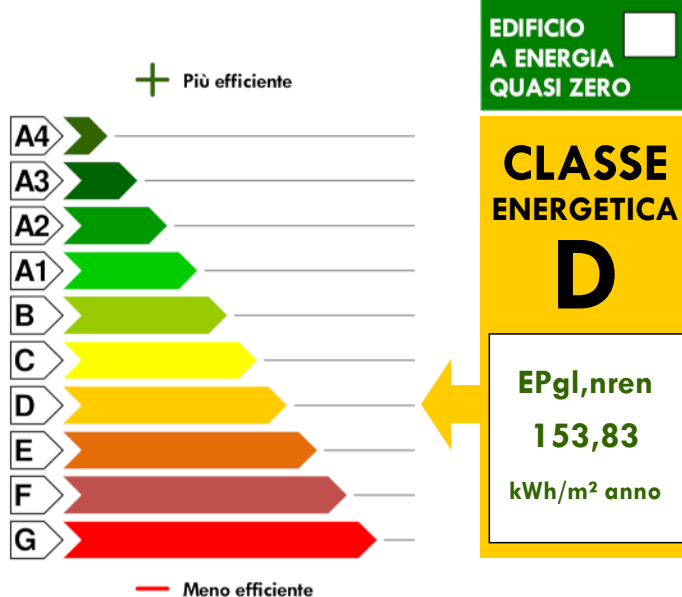 EDIFICIO
A ENERGIA
QUASI ZERO
Più efficiente
A4
A3
A2
A1
B
C
D
E
F
G
Meno efficiente
CLASSE
ENERGETICA
D
EPgl,nren
153,83
kWh/m² anno